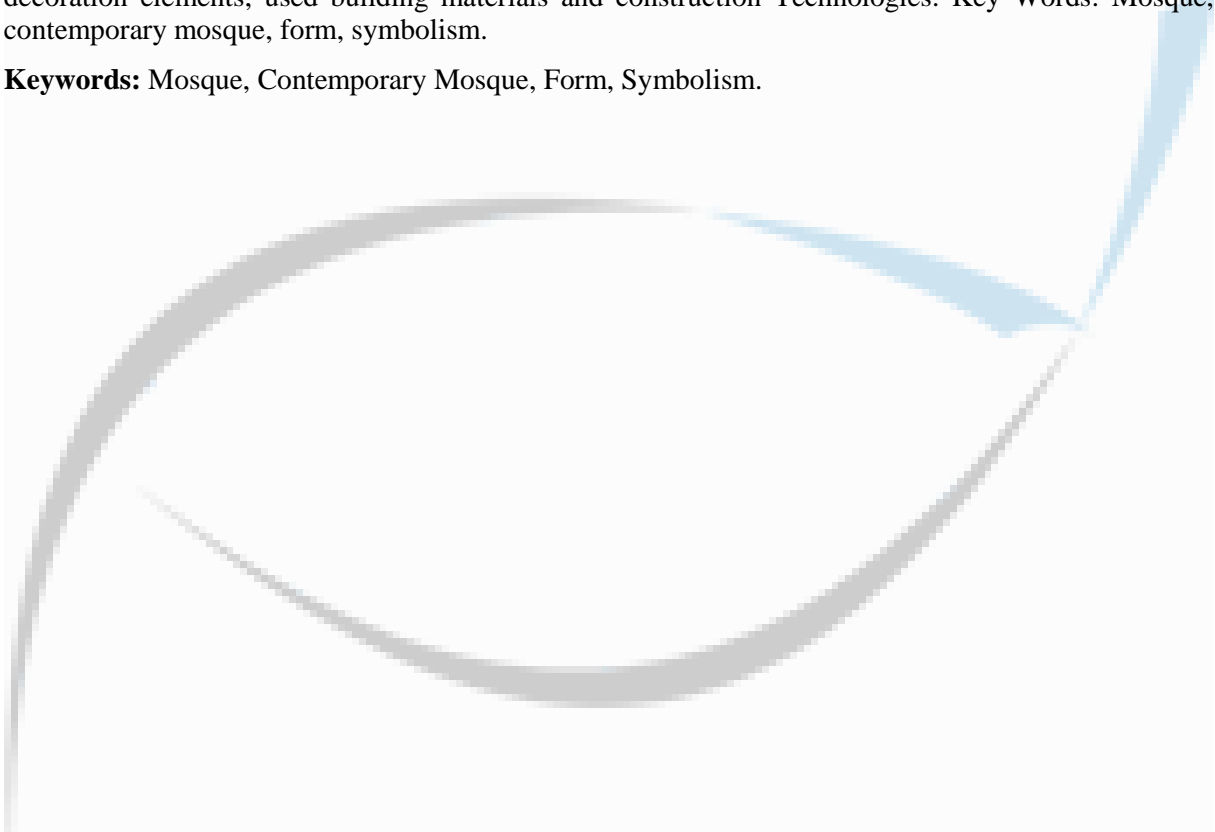 decoration elements, used building materials and construction Technologies. Key Words: Mosque,
contemporary mosque, form, symbolism.
Keywords: Mosque, Contemporary Mosque, Form, Symbolism.